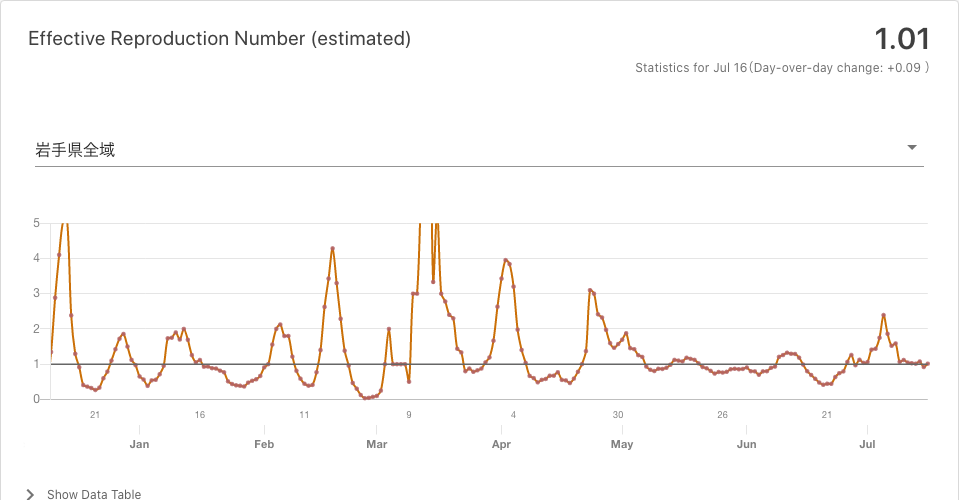 Effective Reproduction Number (estimated)
1.01
Statistics for Jul 16(Day-over-day change: +0.09 )
岩手県全域
5
4
3
2
1
0
21 16 11 9 4 30 26 21
Jan Feb Mar Apr May Jun Jul
Show Data Table